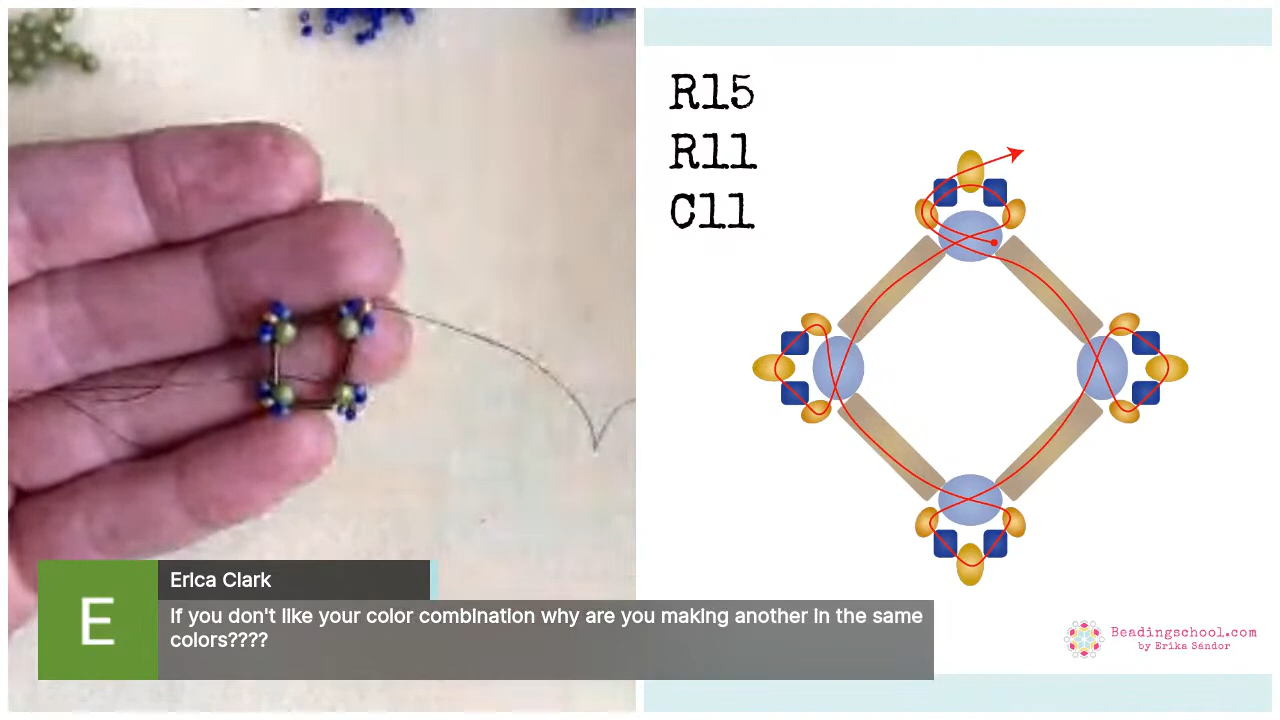 R15
R11
C11
E
Erica Clark
If you don't like your color combination why are you making another in the same
colors????
Beadingschool.com
by Erika Sándor